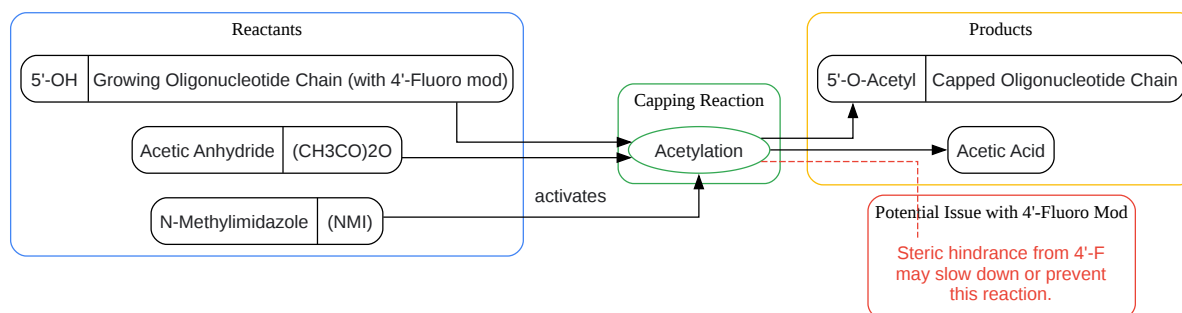 Reactants
5'-OH
Growing Oligonucleotide Chain (with 4'-Fluoro mod)
Acetic Anhydride
(CH3CO)2O
N-Methylimidazole
(NMI)
activates
Capping Reaction
Acetylation
Products
5'-O-Acetyl
Capped Oligonucleotide Chain
Acetic Acid
Potential Issue with 4'-Fluoro Mod
Steric hindrance from 4'-F
may slow down or prevent
this reaction.